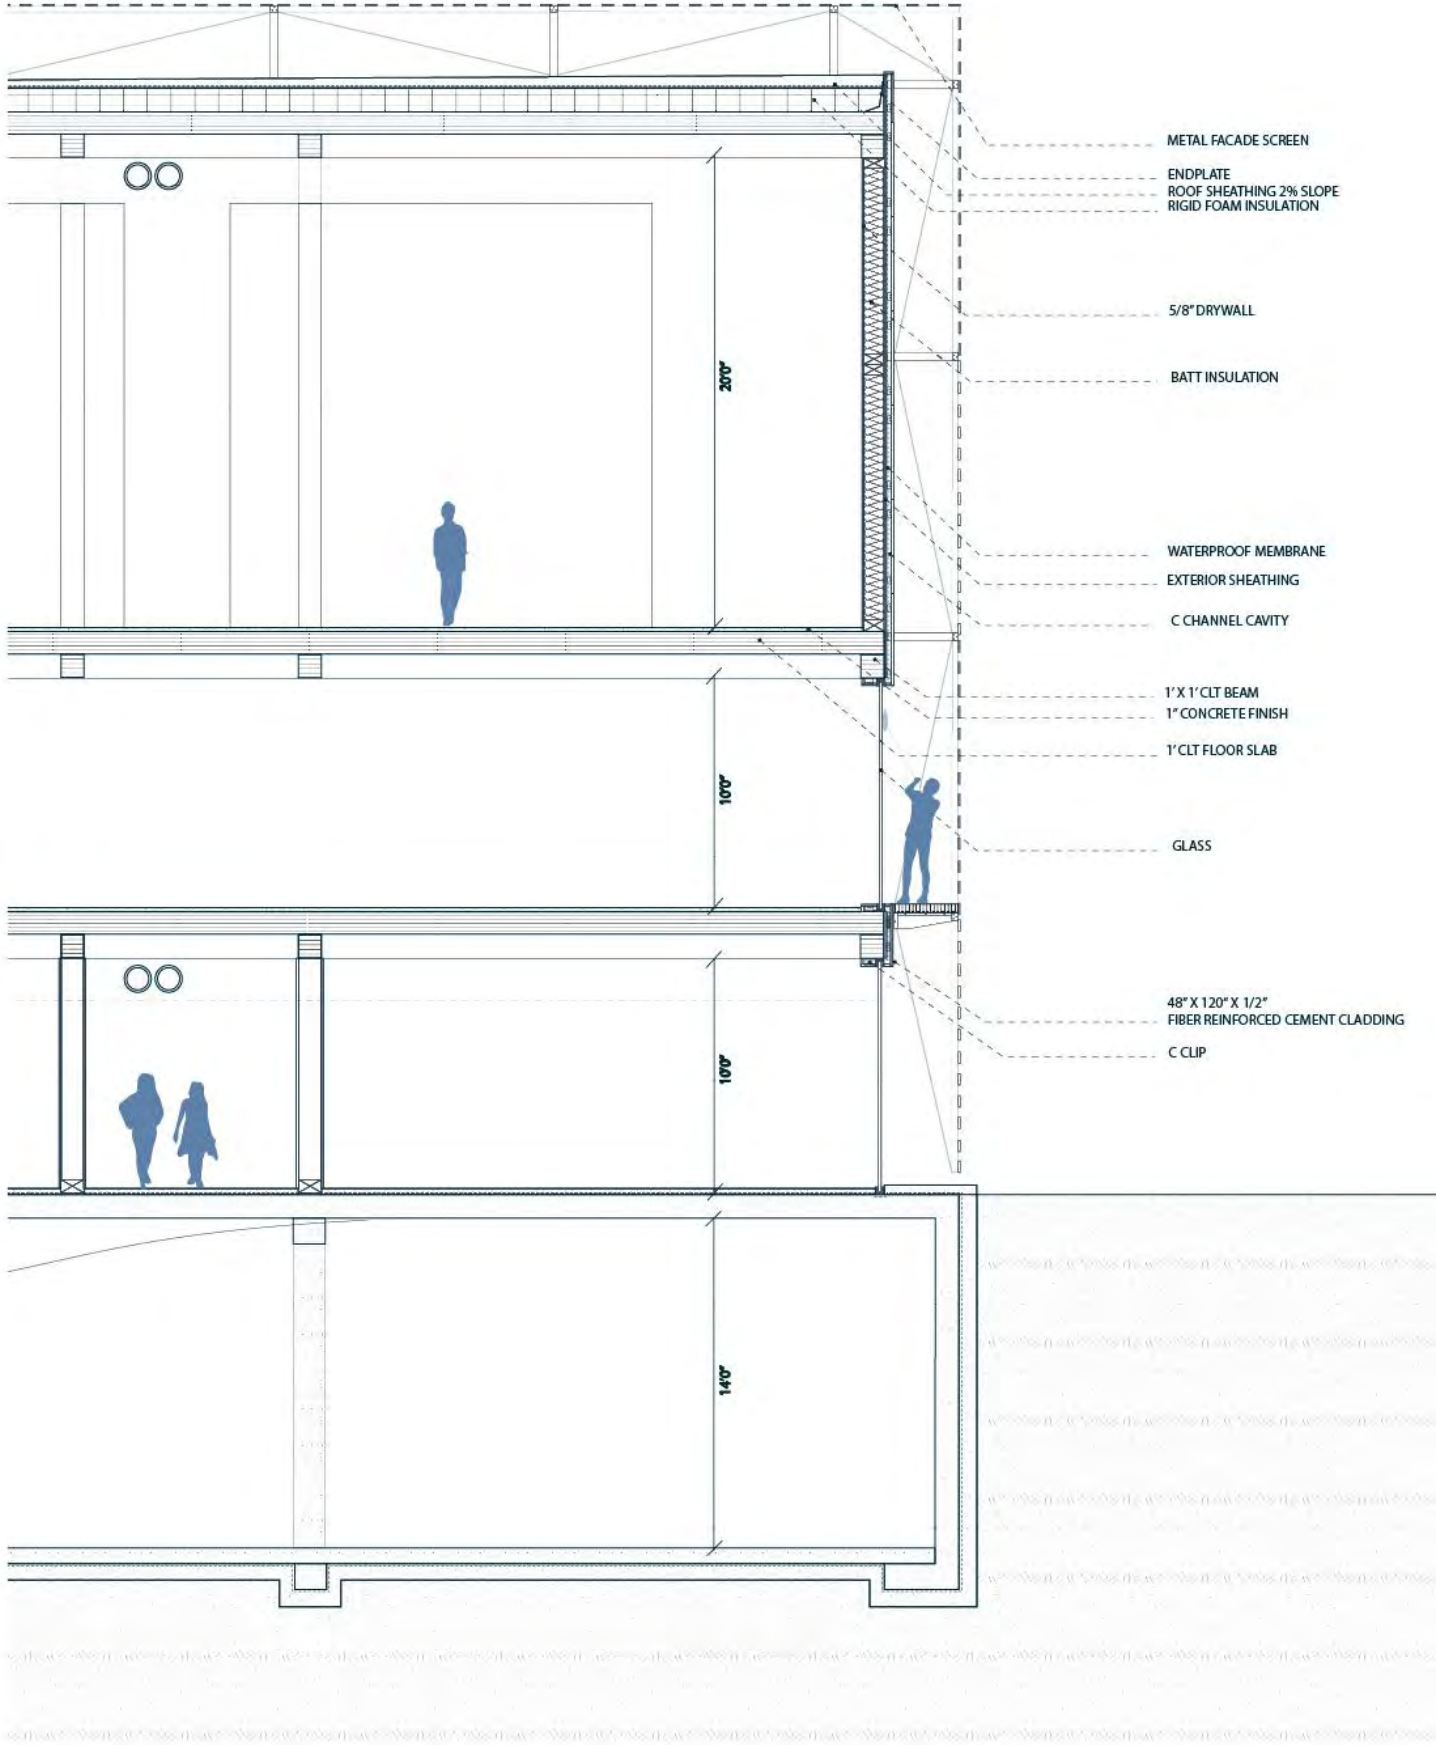 METAL FACADE SCREEN
ENDPLATE
ROOF SHEATHING 2% SLOPE
RIGID FOAM INSULATION
5/8" DRYWALL
20'0"
BATT INSULATION
WATERPROOF MEMBRANE
EXTERIOR SHEATHING
C CHANNEL CAVITY
1' X 1' CLT BEAM
1" CONCRETE FINISH
1' CLT FLOOR SLAB
10'0"
GLASS
48" X 120" X 1/2"
FIBER REINFORCED CEMENT CLADDING
C CLIP
10'0"
14'0"